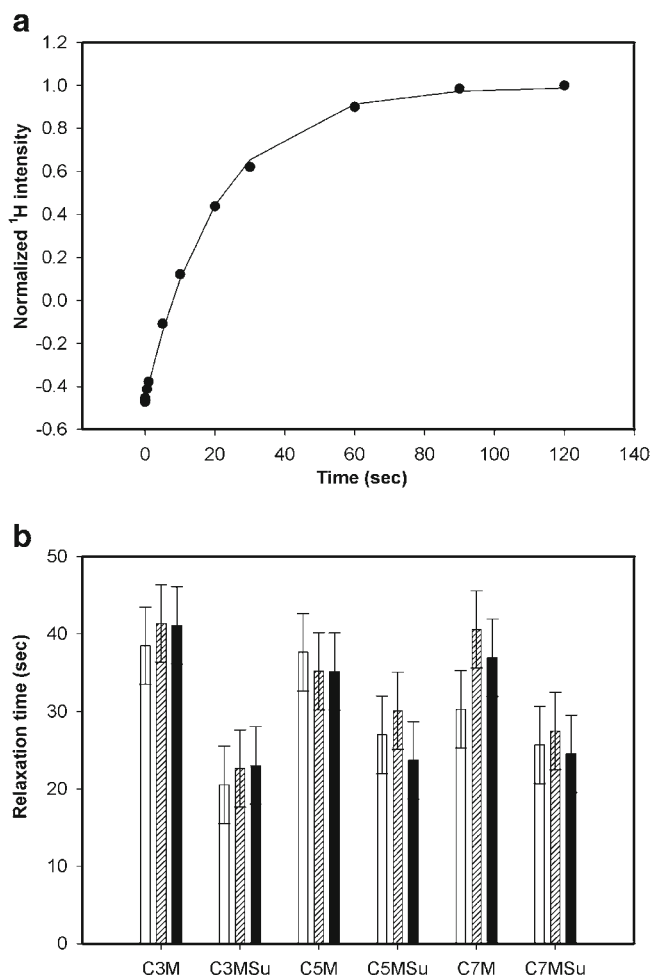 a
Normalized ¹H intensity
1.2
1.0
0.8
0.6
0.4
0.2
0.0
-0.2
-0.4
-0.6
0 20 40 60 80 100 120 140
Time (sec)
b
Relaxation time (sec)
50
40
30
20
10
0
C3M C3MSu C5M C5MSu C7M C7MSu